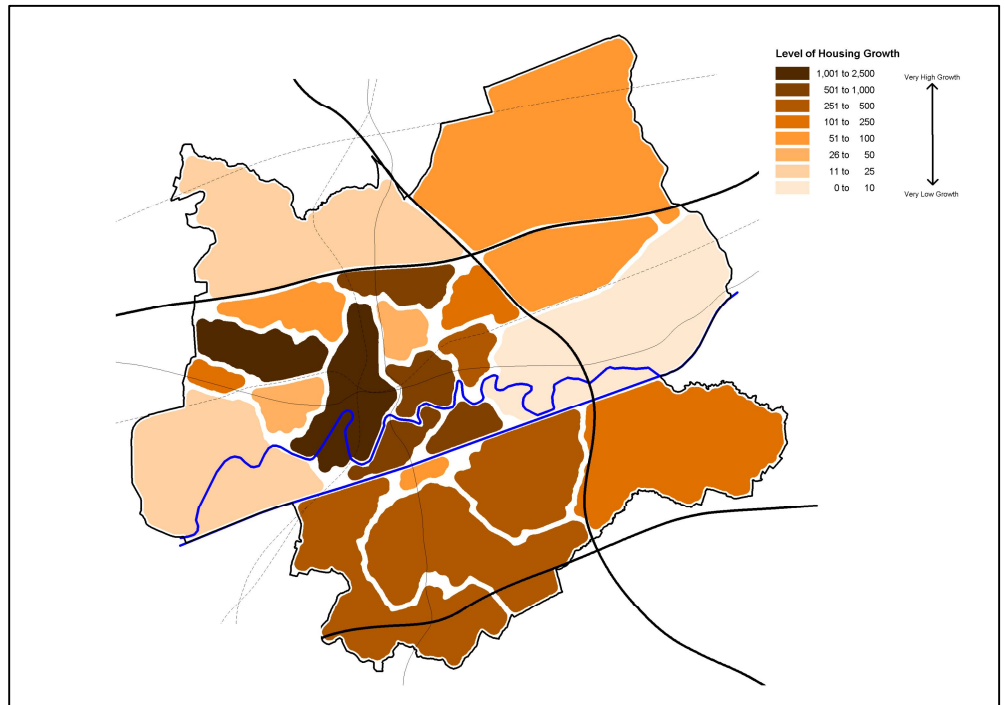 Level of Housing Growth
1,001 to 2,500
501 to 1,000
251 to 500
101 to 250
51 to 100
26 to 50
11 to 25
0 to 10
Very High Growth
Very Low Growth